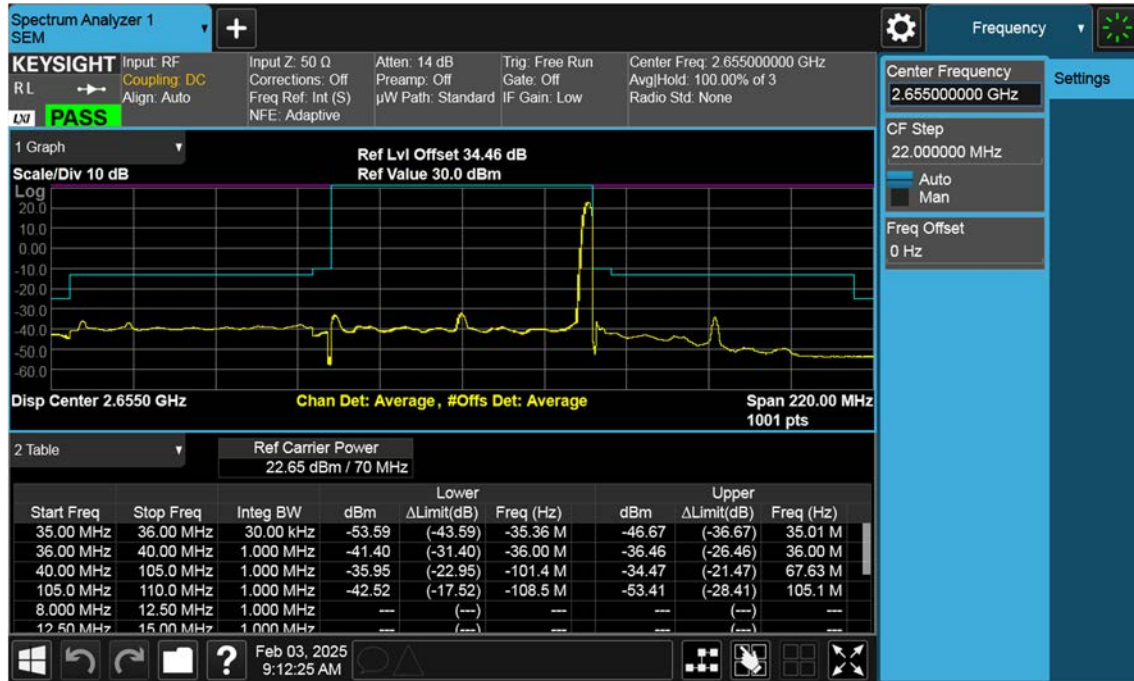 Spectrum Analyzer 1
SEM
Frequency
KEYSIGHT
R L
LXI PASS
Input: RF
Coupling: DC
Align: Auto
Input Z: 50 Ω
Corrections: Off
Freq Ref: Int (S)
NFE: Adaptive
Atten: 14 dB
Preamp: Off
µW Path: Standard
Trig: Free Run
Gate: Off
IF Gain: Low
Center Freq: 2.655000000 GHz
Avg|Hold: 100.00% of 3
Radio Std: None
Center Frequency
2.655000000 GHz
Settings
CF Step
22.000000 MHz
Auto
Man
Freq Offset
0 Hz
1 Graph
Scale/Div 10 dB
Ref Lvl Offset 34.46 dB
Ref Value 30.0 dBm
Log
20.0
10.0
0.00
-10.0
-20.0
-30.0
-40.0
-50.0
-60.0
Disp Center 2.6550 GHz
Chan Det: Average, #Offs Det: Average
Span 220.00 MHz
1001 pts
2 Table
Ref Carrier Power
22.65 dBm / 70 MHz
Lower Upper
Start Freq Stop Freq Integ BW dBm ΔLimit(dB) Freq (Hz) dBm ΔLimit(dB) Freq (Hz)
35.00 MHz 36.00 MHz 30.00 kHz -53.59 (-43.59) -35.36 M -46.67 (-36.67) 35.01 M
36.00 MHz 40.00 MHz 1.000 MHz -41.40 (-31.40) -36.00 M -36.46 (-26.46) 36.00 M
40.00 MHz 105.0 MHz 1.000 MHz -35.95 (-22.95) -101.4 M -34.47 (-21.47) 67.63 M
105.0 MHz 110.0 MHz 1.000 MHz -42.52 (-17.52) -108.5 M -53.41 (-28.41) 105.1 M
8.000 MHz 12.50 MHz 1.000 MHz --- (---) --- --- (---) ---
12.50 MHz 15.00 MHz 1.000 MHz --- (---) --- --- (---) ---
Feb 03, 2025
9:12:25 AM